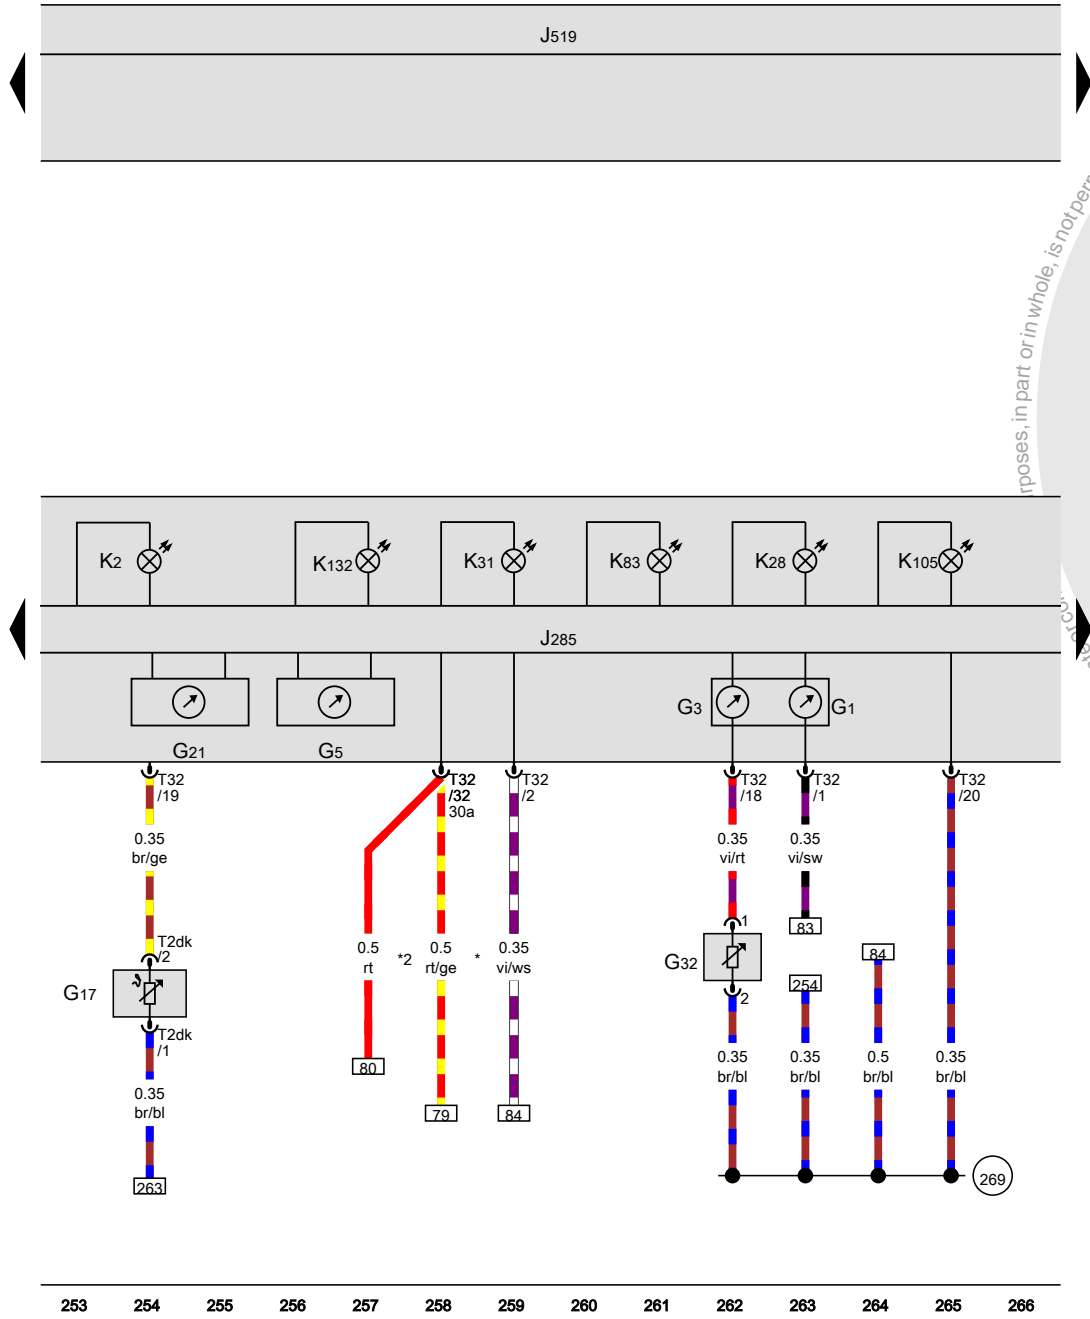 J519
rposes, in part or in whole, is not perm
K2
K132
K31
K83
K28
K105
J285
G3
G1
G21
G5
T32
/19
T32
/32
30a
T32
/2
T32
/18
T32
/1
T32
/20
0.35
br/ge
0.35
vi/rt
0.35
vi/sw
1
83
T2dk
/2
0.5
rt
*2
0.5
rt/ge
*
0.35
vi/ws
G32
84
G17
254
2
T2dk
/1
0.35
br/bl
0.35
br/bl
0.5
br/bl
0.35
br/bl
80
0.35
br/bl
79
84
263
269
253 254 255 256 257 258 259 260 261 262 263 264 265 266